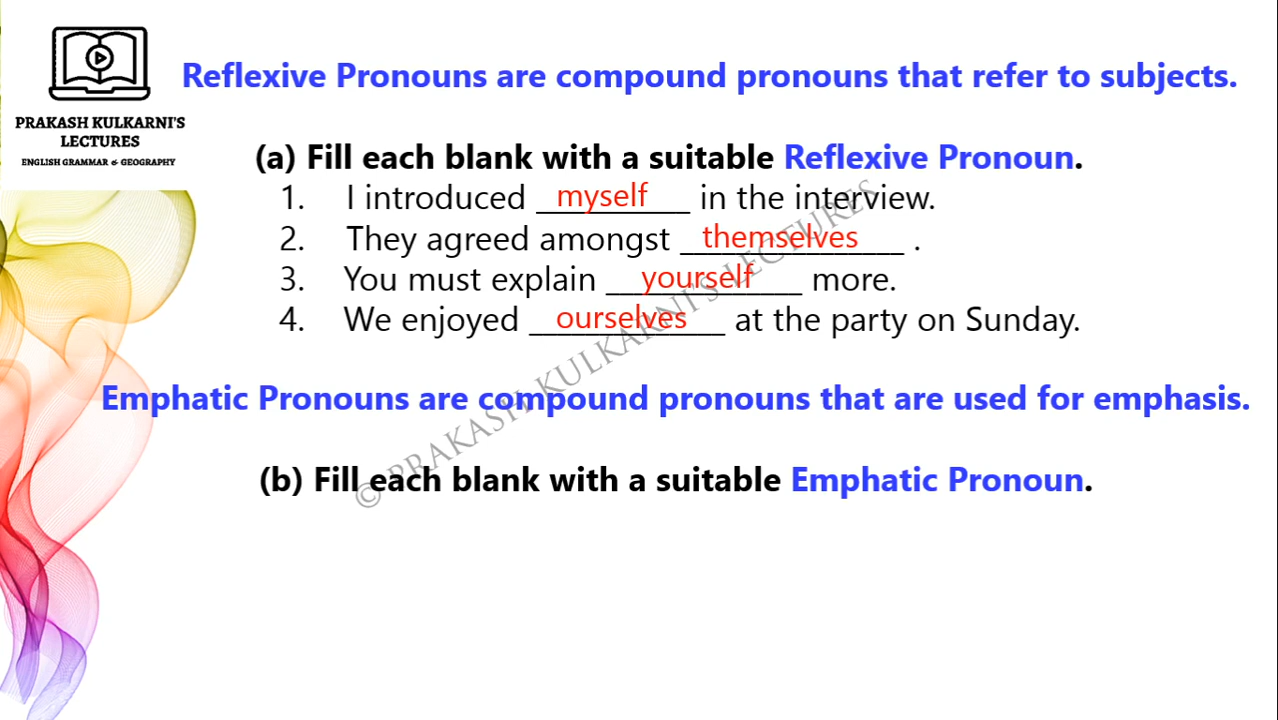 PRAKASH KULKARNI'S
LECTURES
ENGLISH GRAMMAR & GEOGRAPHY
Reflexive Pronouns are compound pronouns that refer to subjects.
(a) Fill each blank with a suitable Reflexive Pronoun.
1. I introduced myself in the interview.
2. They agreed amongst themselves .
3. You must explain yourself more.
4. We enjoyed ourselves at the party on Sunday.
Emphatic Pronouns are compound pronouns that are used for emphasis.
(b) Fill each blank with a suitable Emphatic Pronoun.
© PRAKASH KULKARNI'S LECTURES